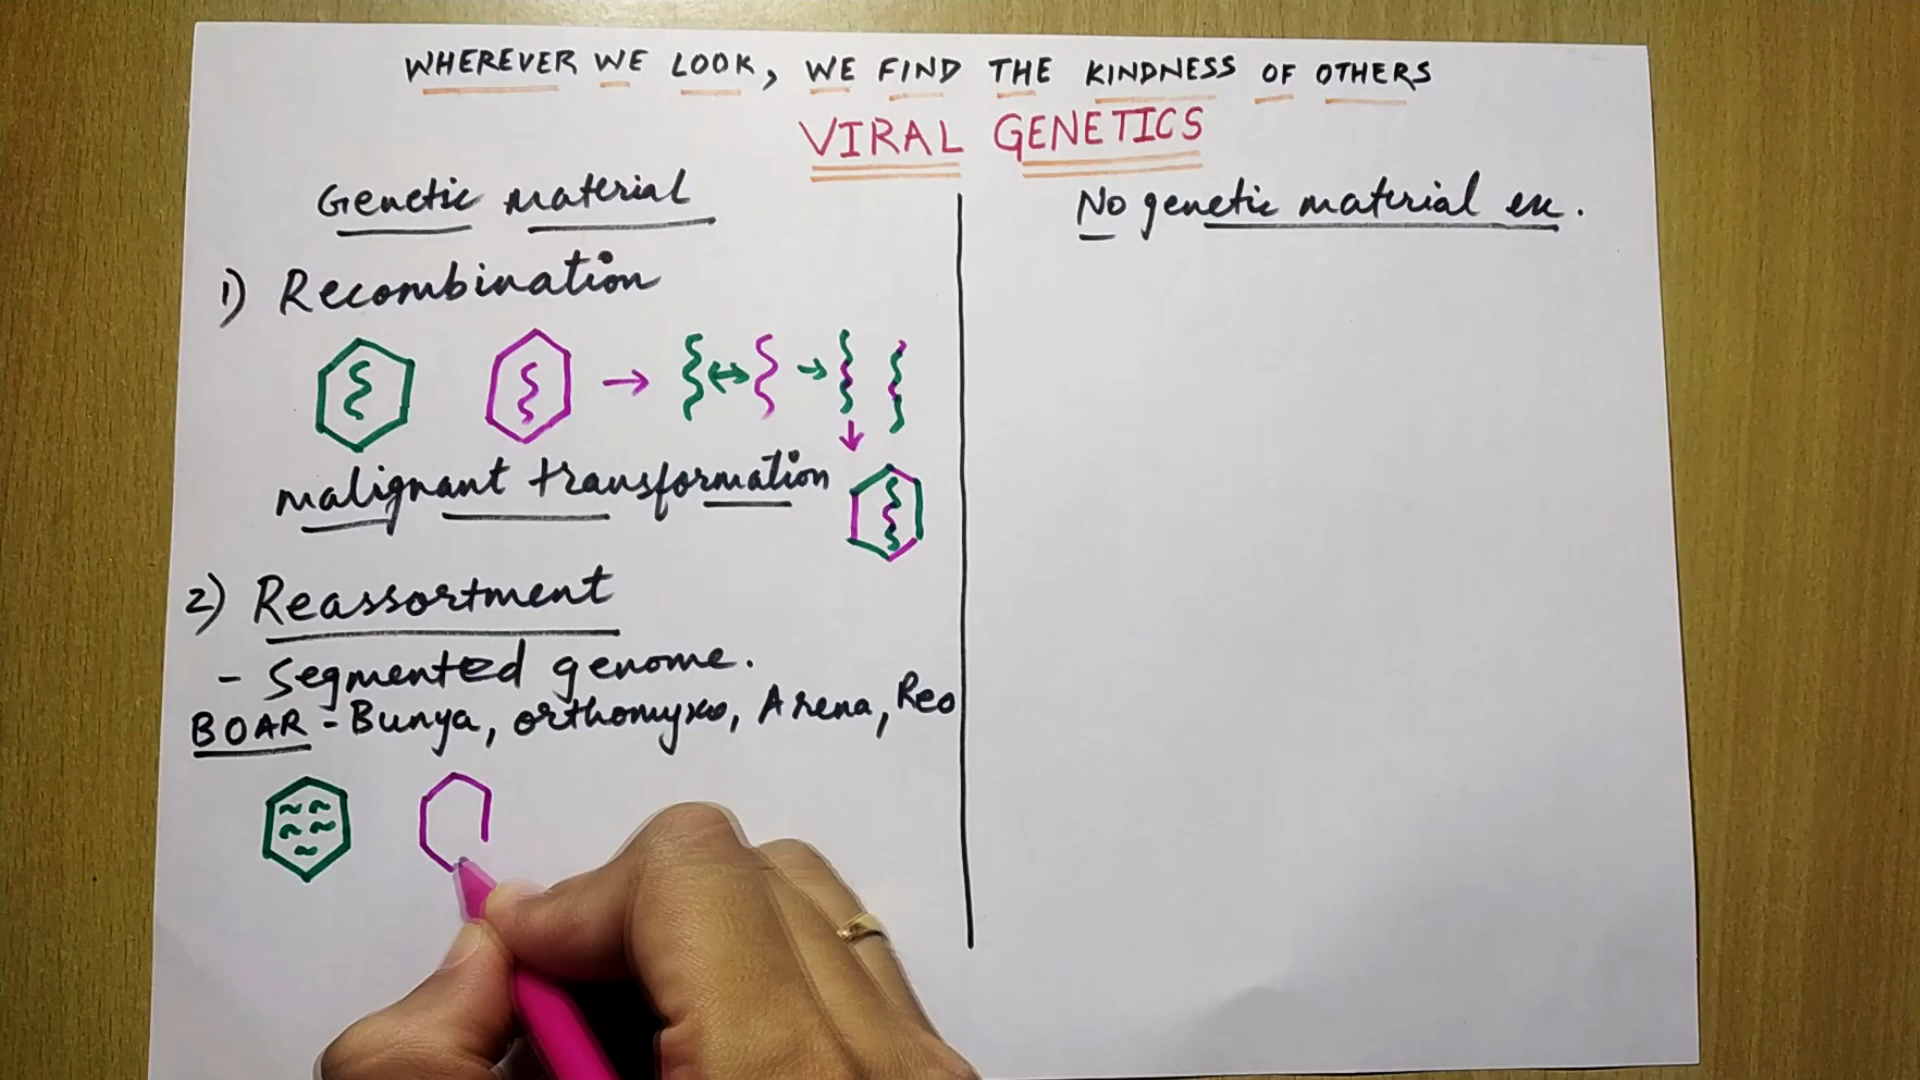 WHEREVER WE LOOK, WE FIND THE KINDNESS OF OTHERS
VIRAL GENETICS
Genetic material
1) Recombination
malignant transformation
2) Reassortment
- Segmented genome.
BOAR - Bunya, orthomyxo, Arena, Reo
No genetic material ex.